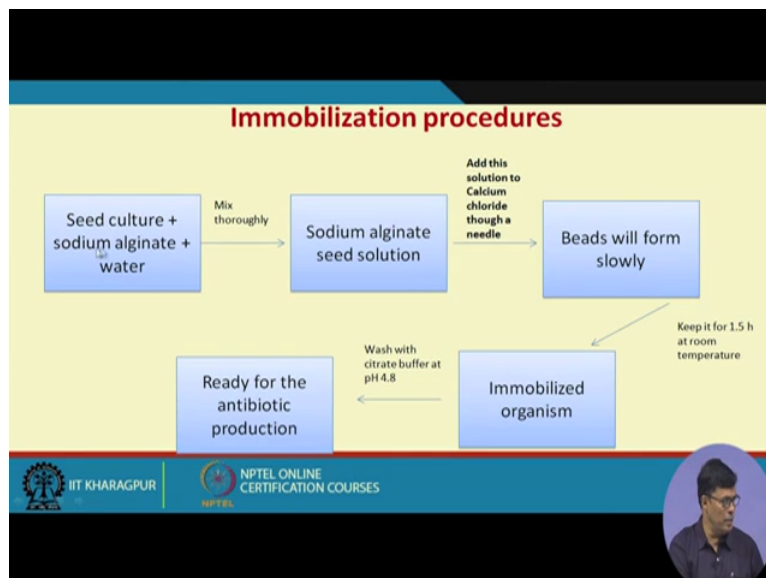 Immobilization procedures
Seed culture +
sodium alginate +
water
Mix
thoroughly
Sodium alginate
seed solution
Add this
solution to
Calcium
chloride though a
needle
Beads will form
slowly
Keep it for 1.5 h
at room
temperature
Immobilized
organism
Wash with
citrate buffer at
pH 4.8
Ready for the
antibiotic
production
IIT KHARAGPUR
NPTEL
NPTEL ONLINE
CERTIFICATION COURSES